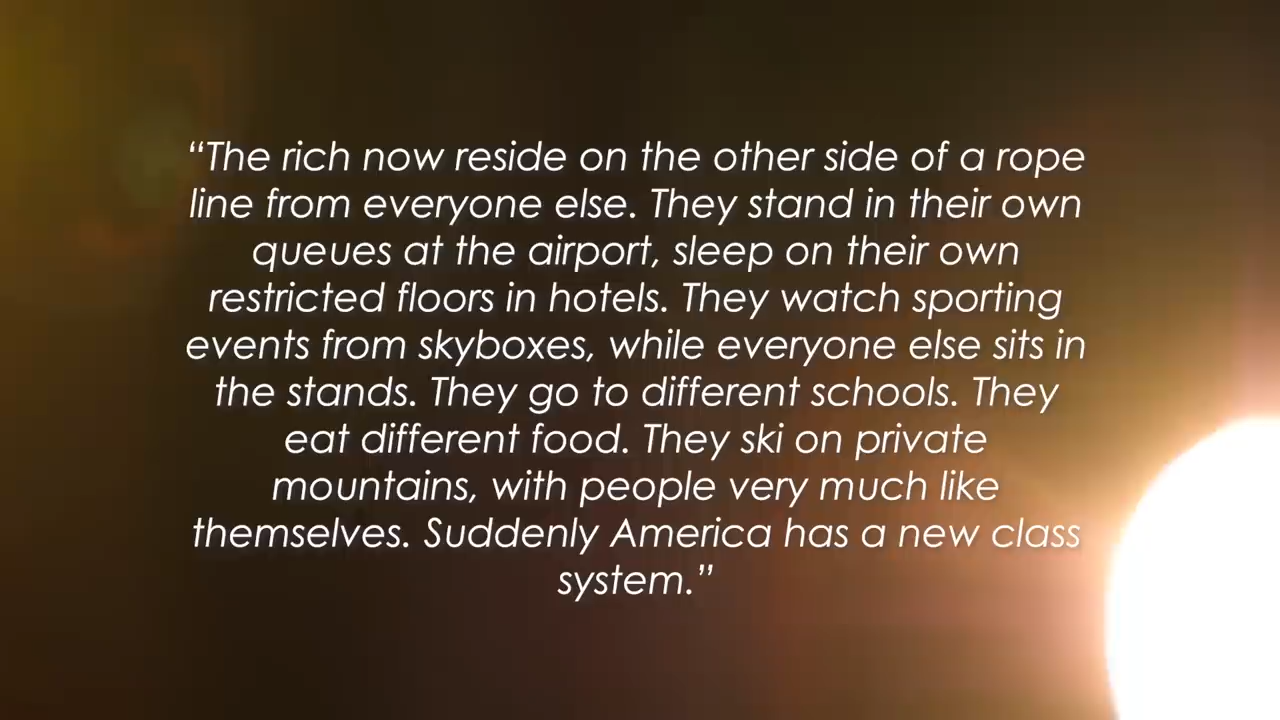 “The rich now reside on the other side of a rope
line from everyone else. They stand in their own
queues at the airport, sleep on their own
restricted floors in hotels. They watch sporting
events from skyboxes, while everyone else sits in
the stands. They go to different schools. They
eat different food. They ski on private
mountains, with people very much like
themselves. Suddenly America has a new class
system.”